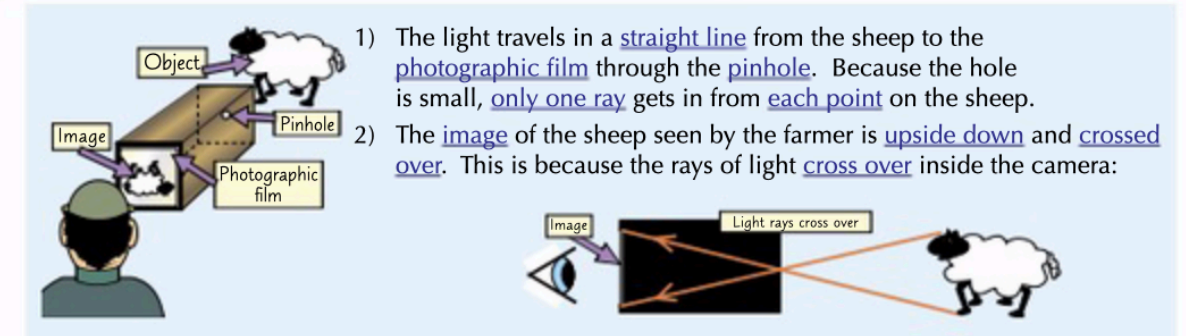 Object
Image
Pinhole
Photographic
film
1) The light travels in a straight line from the sheep to the
photographic film through the pinhole. Because the hole
is small, only one ray gets in from each point on the sheep.
2) The image of the sheep seen by the farmer is upside down and crossed
over. This is because the rays of light cross over inside the camera:
Image
Light rays cross over